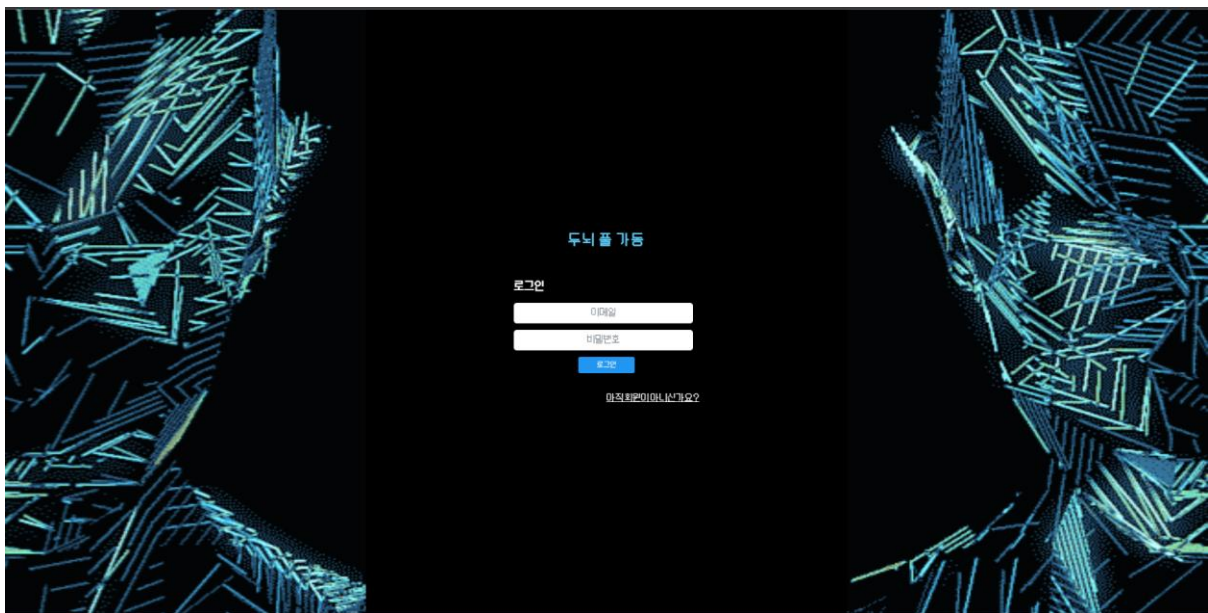 두뇌 풀 가동
로그인
이메일
비밀번호
로그인
아직 회원이 아니신가요?